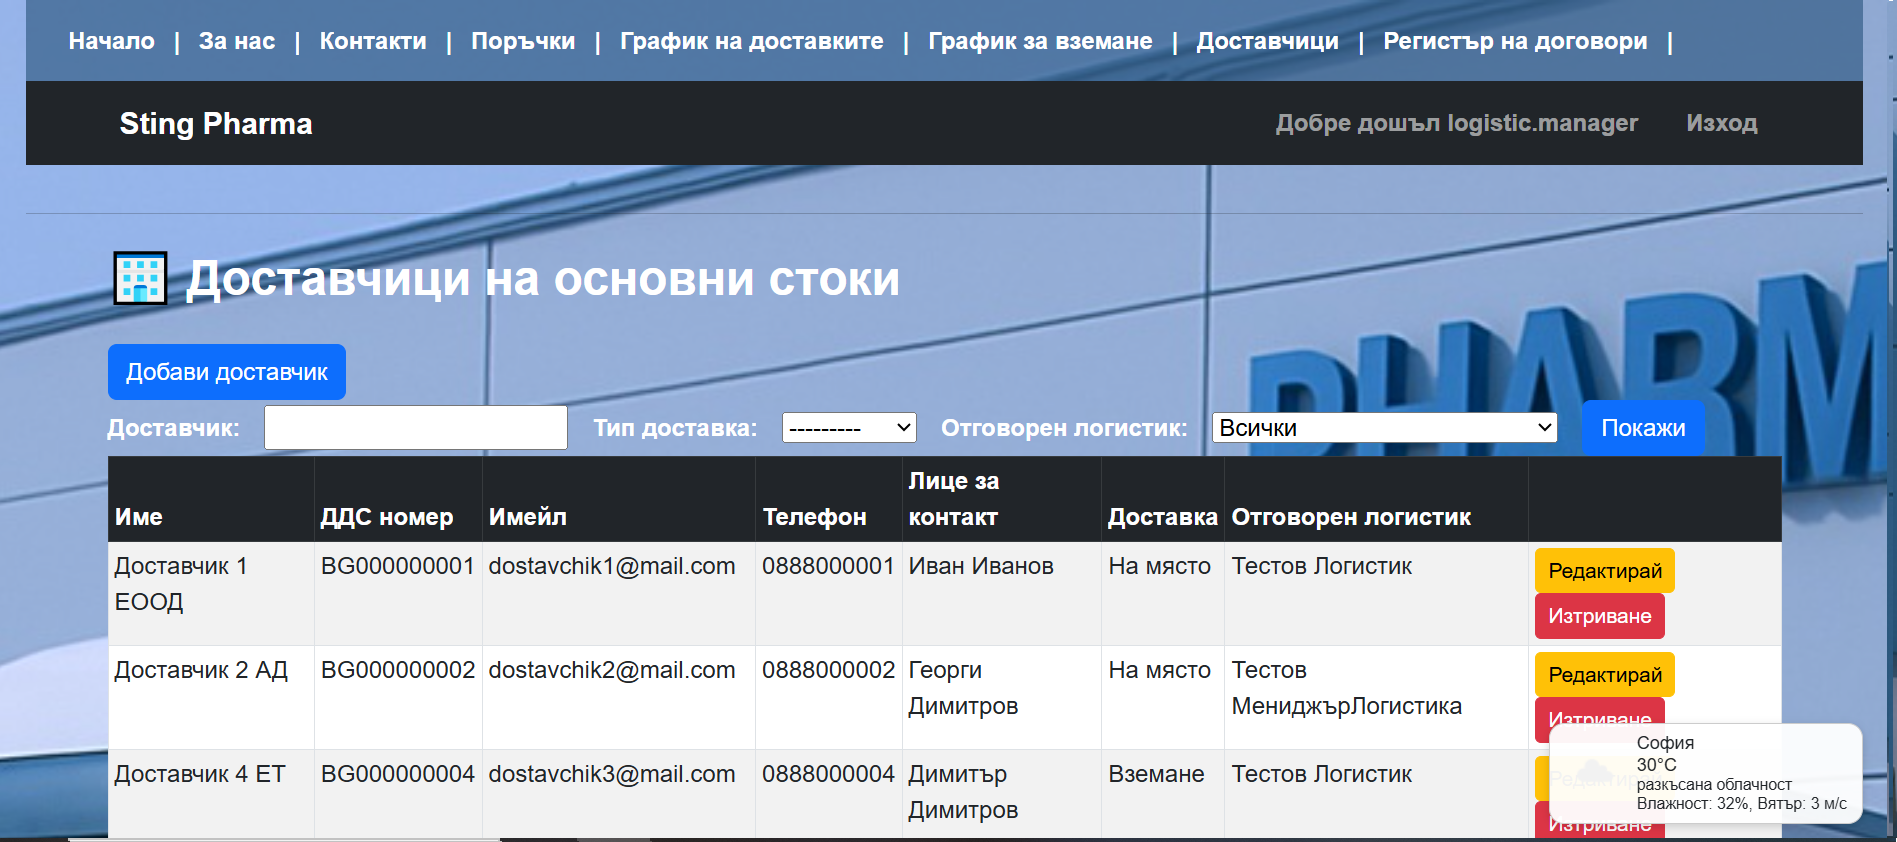 Начало | За нас | Контакти | Поръчки | График на доставките | График за вземане | Доставчици | Регистър на договори |
Sting Pharma Добре дошъл logistic.manager Изход
Доставчици на основни стоки
PHARM
Добави доставчик
Доставчик: Тип доставка: --------- Отговорен логистик: Всички Покажи
Име ДДС номер Имейл Телефон Лице за контакт Доставка Отговорен логистик
Доставчик 1 ЕООД BG000000001 dostavchik1@mail.com 0888000001 Иван Иванов На място Тестов Логистик Редактирай Изтриване
Доставчик 2 АД BG000000002 dostavchik2@mail.com 0888000002 Георги Димитров На място Тестов МениджърЛогистика Редактирай Изтриване
Доставчик 4 ЕТ BG000000004 dostavchik3@mail.com 0888000004 Димитър Димитров Вземане Тестов Логистик Редактирай Изтриване
София
30°C
разкъсана облачност
Влажност: 32%, Вятър: 3 м/с